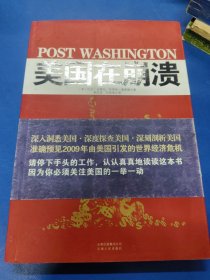 POST WASHINGTON
美国在崩溃
深入洞悉美国·深度探查美国·深刻剖析美国
准确预见2009年由美国引发的世界经济危机
请停下手头的工作，认认真真地读读这本书
因为你必须关注美国的一举一动